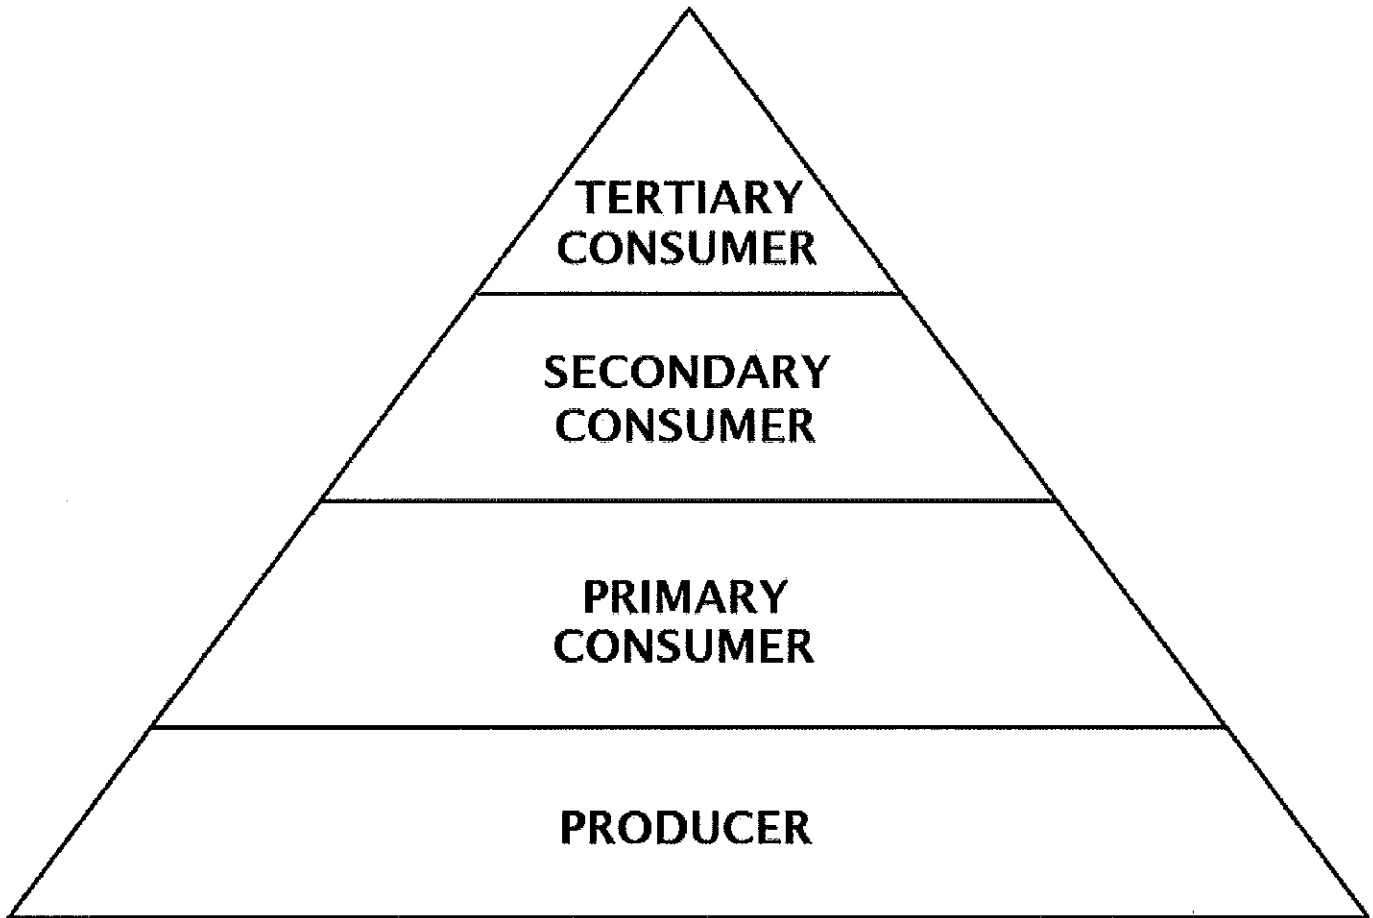 TERTIARY
CONSUMER
SECONDARY
CONSUMER
PRIMARY
CONSUMER
PRODUCER